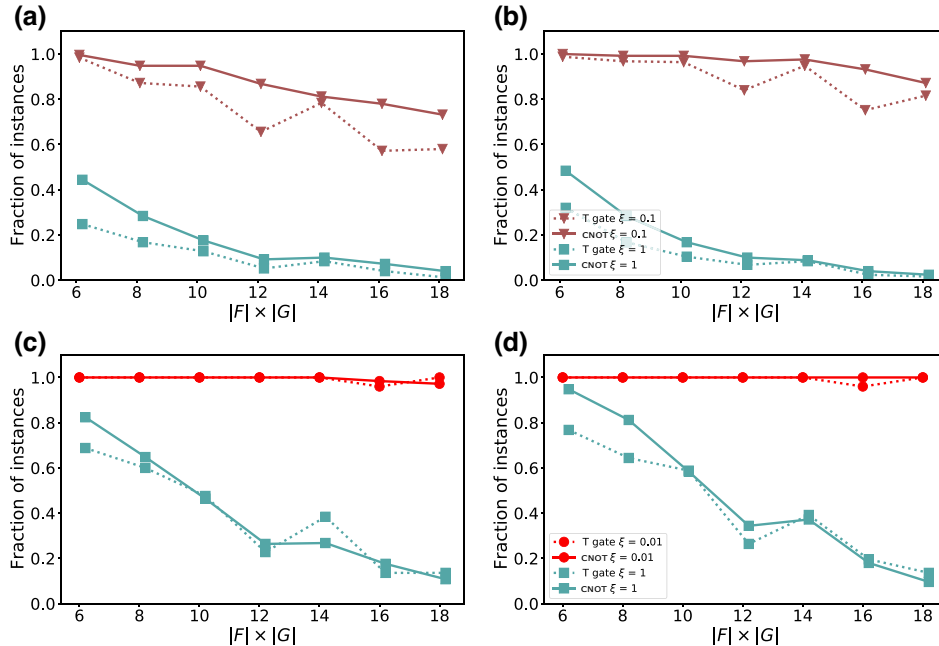 (a)
1.0
0.8
0.6
0.4
0.2
0.0
Fraction of instances
6 8 10 12 14 16 18
|F| × |G|
(b)
1.0
0.8
0.6
0.4
0.2
0.0
Fraction of instances
T gate ξ = 0.1
CNOT ξ = 0.1
T gate ξ = 1
CNOT ξ = 1
6 8 10 12 14 16 18
|F| × |G|
(c)
1.0
0.8
0.6
0.4
0.2
0.0
Fraction of instances
6 8 10 12 14 16 18
|F| × |G|
(d)
1.0
0.8
0.6
0.4
0.2
0.0
Fraction of instances
T gate ξ = 0.01
CNOT ξ = 0.01
T gate ξ = 1
CNOT ξ = 1
6 8 10 12 14 16 18
|F| × |G|